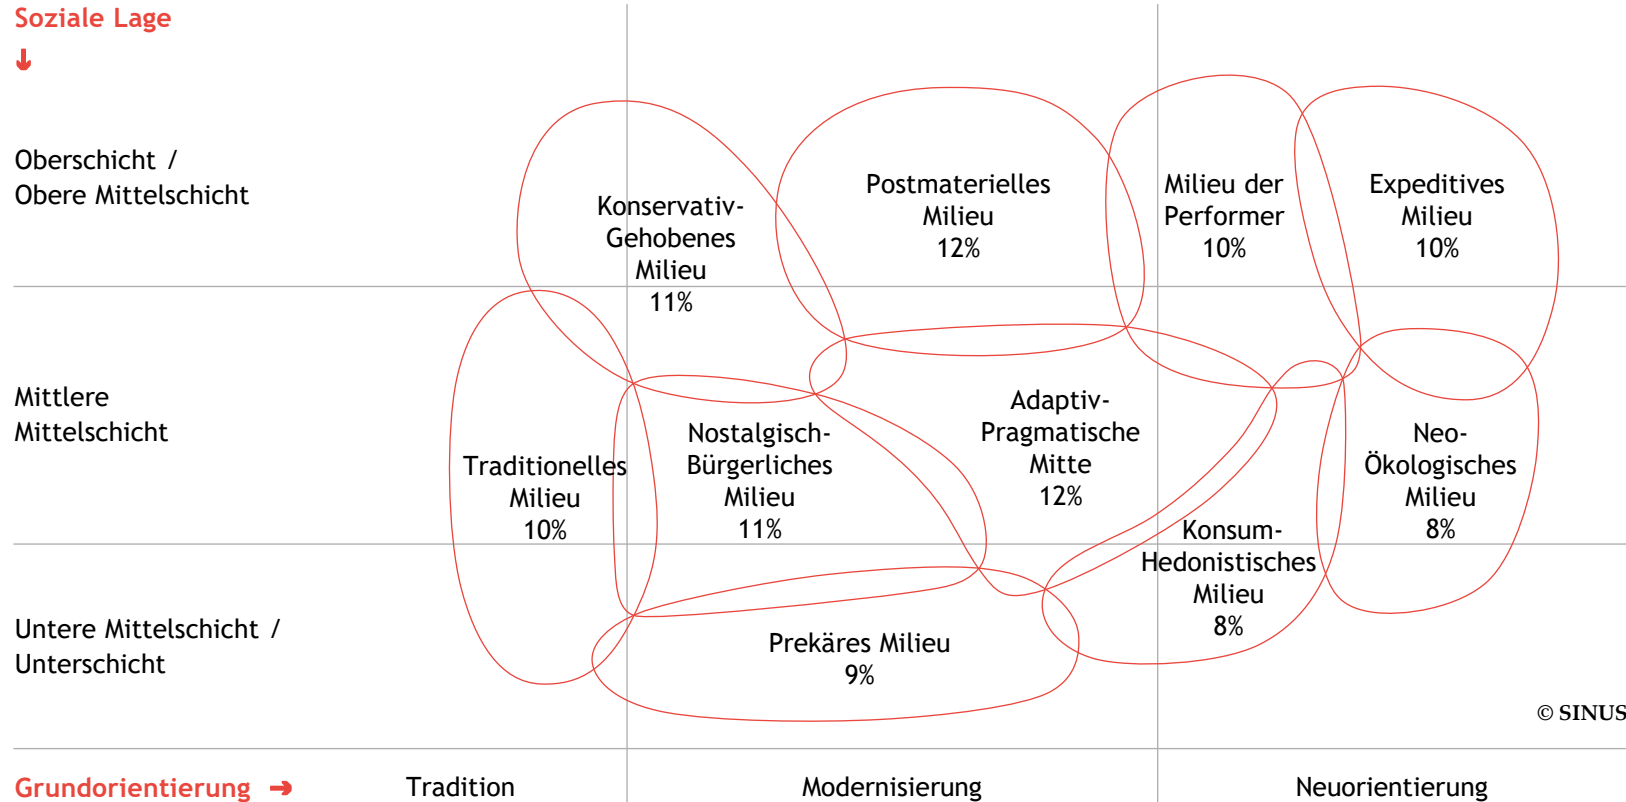 Soziale Lage
Oberschicht /
Obere Mittelschicht
Konservativ-
Gehobenes
Milieu
11%
Postmaterielles
Milieu
12%
Milieu der
Performer
10%
Expeditives
Milieu
10%
Mittlere
Mittelschicht
Traditionelles
Milieu
10%
Nostalgisch-
Bürgerliches
Milieu
11%
Adaptiv-
Pragmatische
Mitte
12%
Neo-
Ökologisches
Milieu
8%
Konsum-
Hedonistisches
Milieu
8%
Untere Mittelschicht /
Unterschicht
Prekäres Milieu
9%
© SINUS
Grundorientierung ➔
Tradition
Modernisierung
Neuorientierung